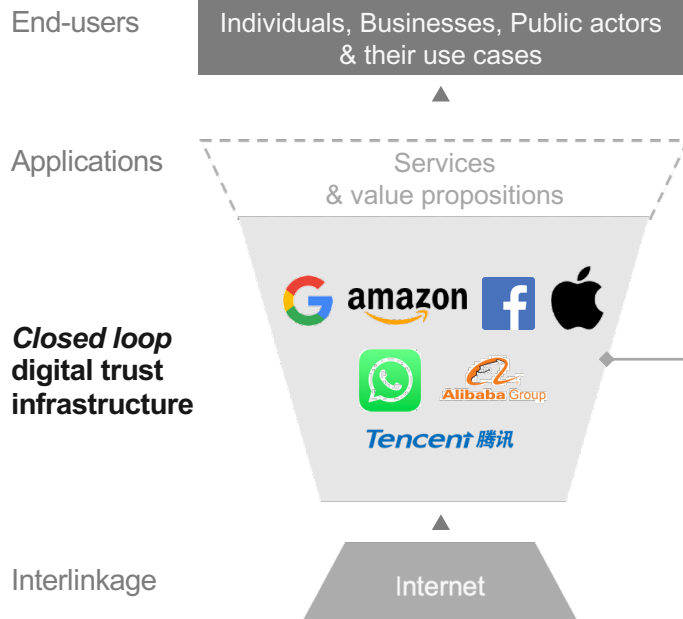 End-users
Individuals, Businesses, Public actors
& their use cases
Applications
Services
& value propositions
amazon
Closed loop
digital trust
infrastructure
Alibaba Group
Tencent 腾讯
Interlinkage
Internet